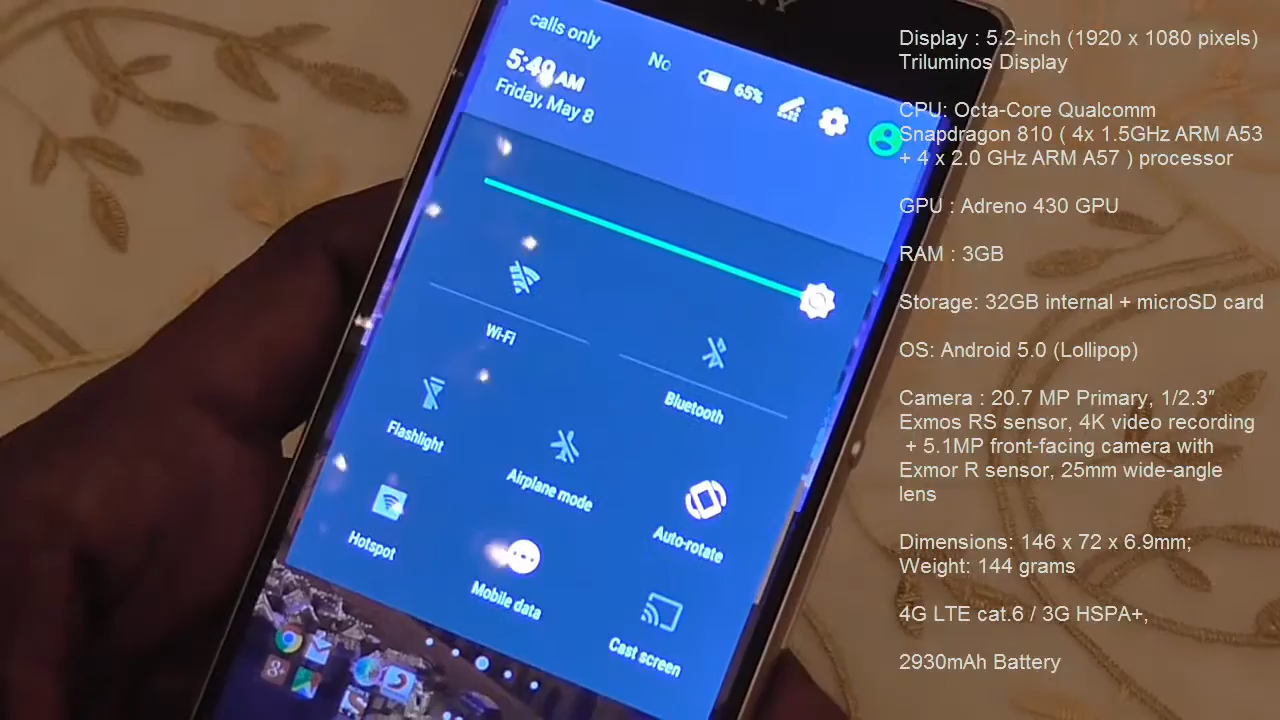 calls only
No
5:49 AM
65%
Friday, May 8
Wi-Fi
Bluetooth
Flashlight
Airplane mode
Auto-rotate
Hotspot
Mobile data
Cast screen
Display : 5.2-inch (1920 x 1080 pixels)
Triluminos Display
CPU: Octa-Core Qualcomm
Snapdragon 810 ( 4x 1.5GHz ARM A53
+ 4 x 2.0 GHz ARM A57 ) processor
GPU : Adreno 430 GPU
RAM : 3GB
Storage: 32GB internal + microSD card
OS: Android 5.0 (Lollipop)
Camera : 20.7 MP Primary, 1/2.3″
Exmos RS sensor, 4K video recording
+ 5.1MP front-facing camera with
Exmor R sensor, 25mm wide-angle
lens
Dimensions: 146 x 72 x 6.9mm;
Weight: 144 grams
4G LTE cat.6 / 3G HSPA+,
2930mAh Battery